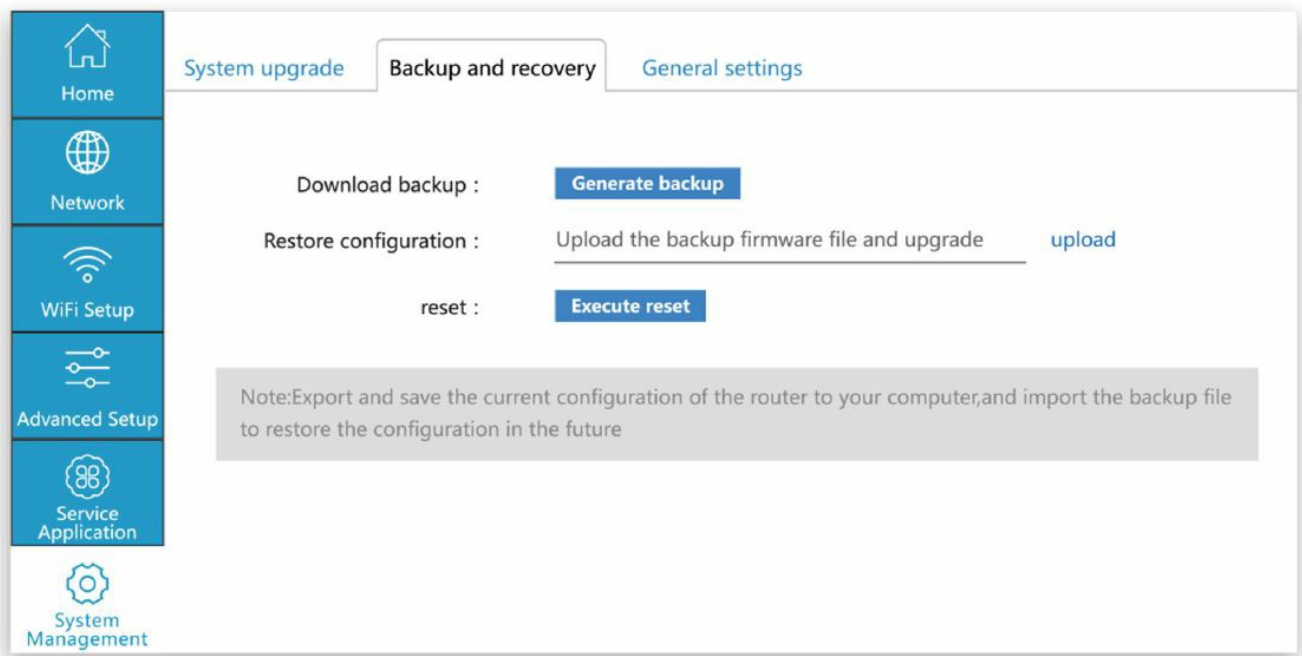 Home
Network
WiFi Setup
Advanced Setup
Service
Application
System
Management
System upgrade
Backup and recovery
General settings
Download backup :
Generate backup
Restore configuration :
Upload the backup firmware file and upgrade
upload
reset :
Execute reset
Note:Export and save the current configuration of the router to your computer,and import the backup file
to restore the configuration in the future